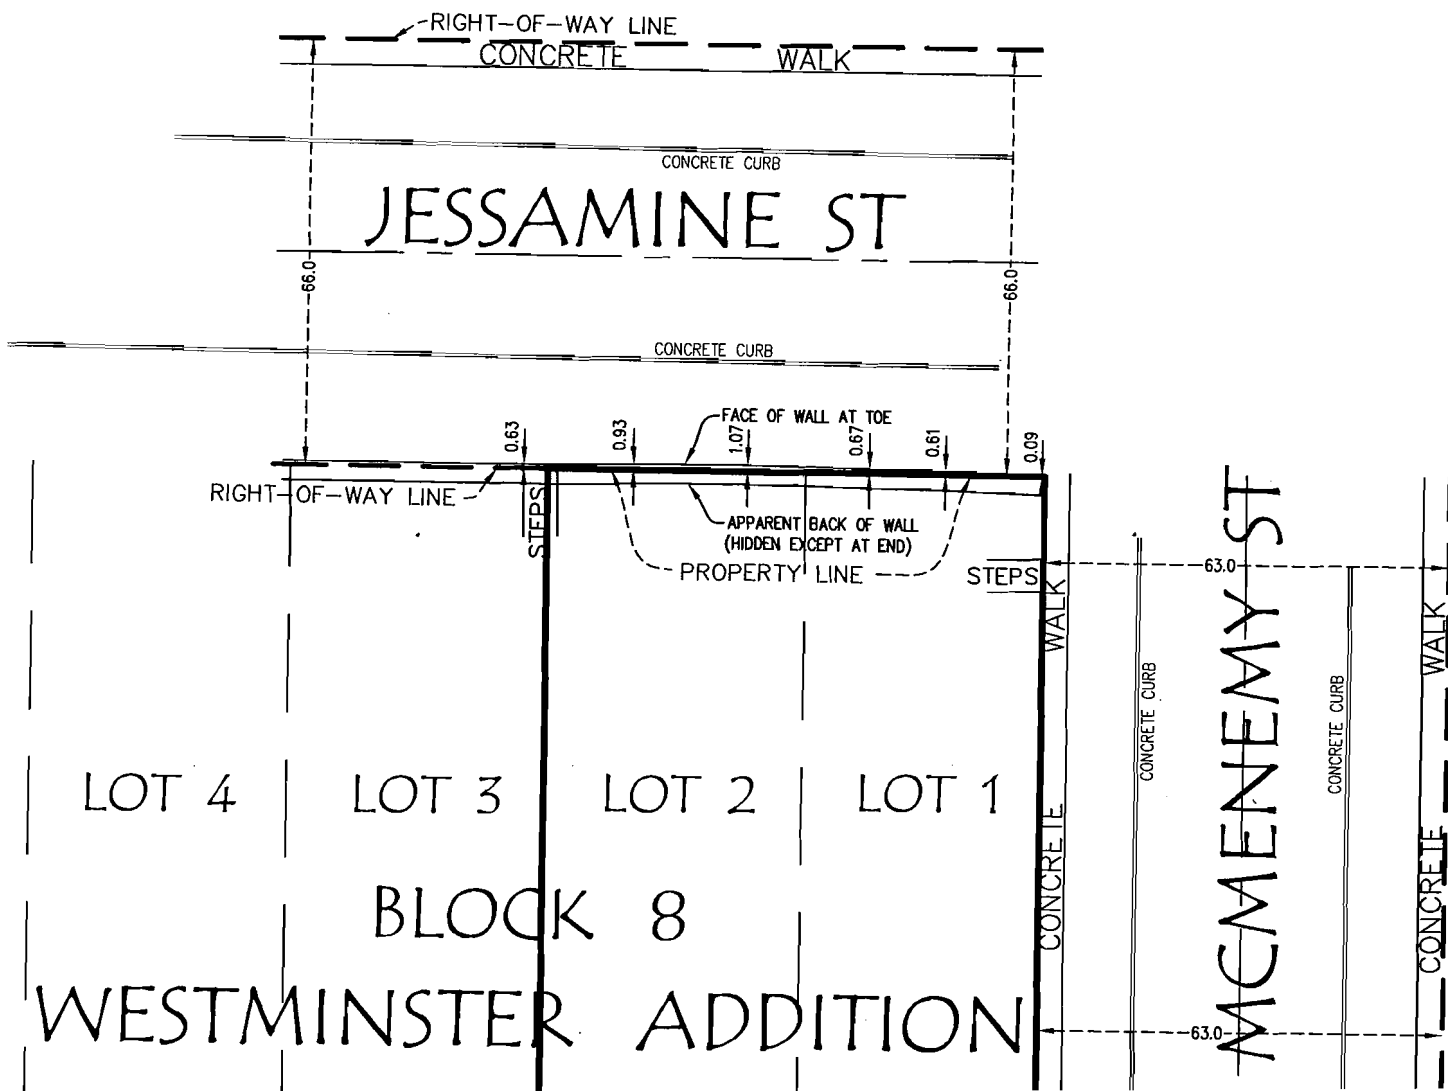 RIGHT-OF-WAY LINE
CONCRETE WALK
CONCRETE CURB
JESSAMINE ST
66.0
66.0
CONCRETE CURB
FACE OF WALL AT TOE
0.63
0.93
1.07
0.67
0.61
0.09
RIGHT-OF-WAY LINE
STEPS
APPARENT BACK OF WALL
(HIDDEN EXCEPT AT END)
PROPERTY LINE
STEPS
63.0
CONCRETE WALK
CONCRETE CURB
MCMENEMY ST
CONCRETE CURB
CONCRETE WALK
LOT 4
LOT 3
LOT 2
LOT 1
BLOCK 8
WESTMINSTER ADDITION
63.0